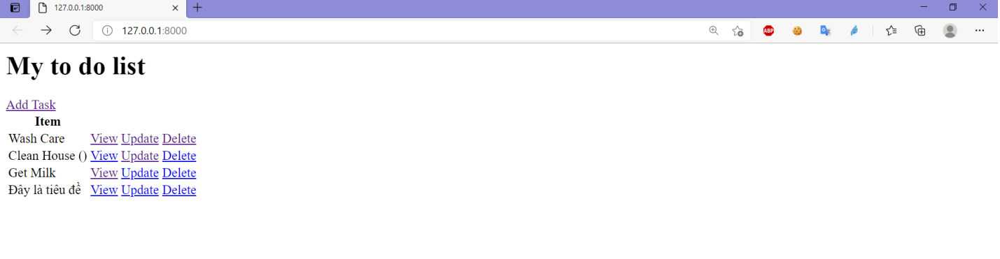 127.0.0.1:8000
127.0.0.1:8000
ABP
My to do list
Add Task
Item
Wash Care View Update Delete
Clean House () View Update Delete
Get Milk View Update Delete
Đây là tiêu đề View Update Delete